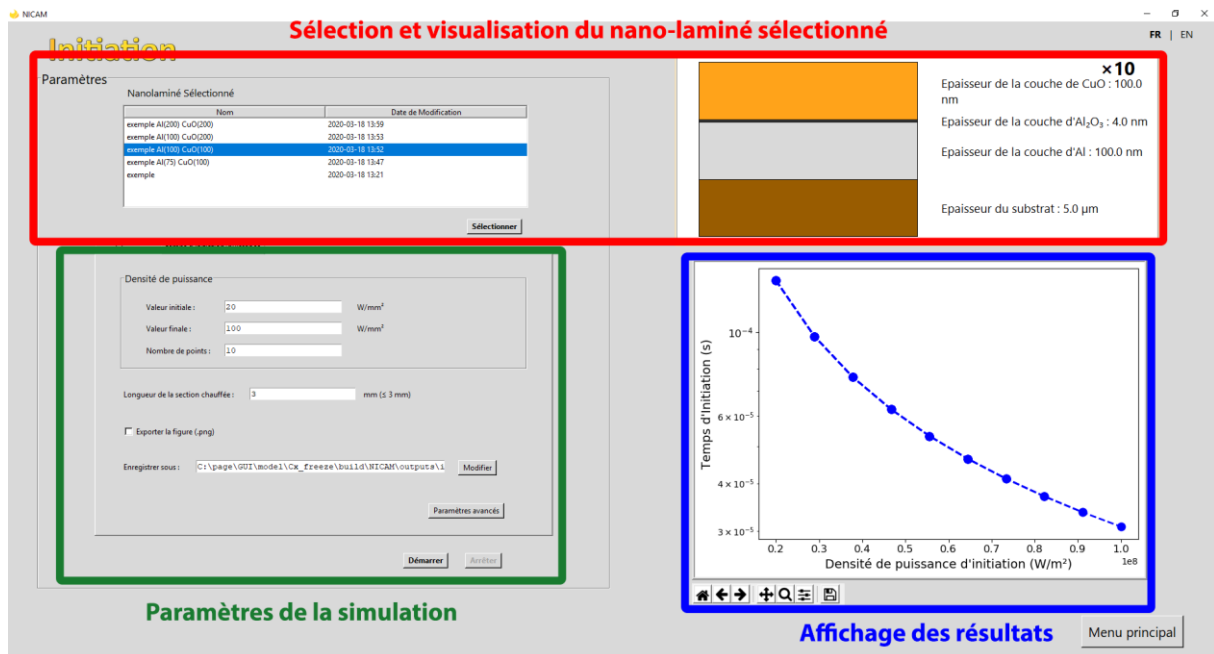 NICAM
Sélection et visualisation du nano-laminé sélectionné
FR | EN
Initiation
Paramètres
Nanolaminé Sélectionné
Nom Date de Modification
exemple Al(200) CuO(200) 2020-03-18 13:59
exemple Al(100) CuO(200) 2020-03-18 13:53
exemple Al(100) CuO(100) 2020-03-18 13:52
exemple Al(75) CuO(100) 2020-03-18 13:47
exemple 2020-03-18 13:21
Sélectionner
×10
Epaisseur de la couche de CuO : 100.0
nm
Epaisseur de la couche d'Al₂O₃ : 4.0 nm
Epaisseur de la couche d'Al : 100.0 nm
Epaisseur du substrat : 5.0 µm
Densité de puissance
Valeur initiale : 20 W/mm²
Valeur finale : 100 W/mm²
Nombre de points : 10
Longueur de la section chauffée : 3 mm (≤ 3 mm)
Exporter la figure (.png)
Enregistrer sous : C:\page\GUI\model\Cx_freeze\build\NICAM\outputs\i Modifier
Paramètres avancés
Démarrer Arrêter
Paramètres de la simulation
Temps d'Initiation (s)
10⁻⁴
6 × 10⁻⁵
4 × 10⁻⁵
3 × 10⁻⁵
0.2 0.3 0.4 0.5 0.6 0.7 0.8 0.9 1.0
1e8
Densité de puissance d'initiation (W/m²)
Affichage des résultats
Menu principal